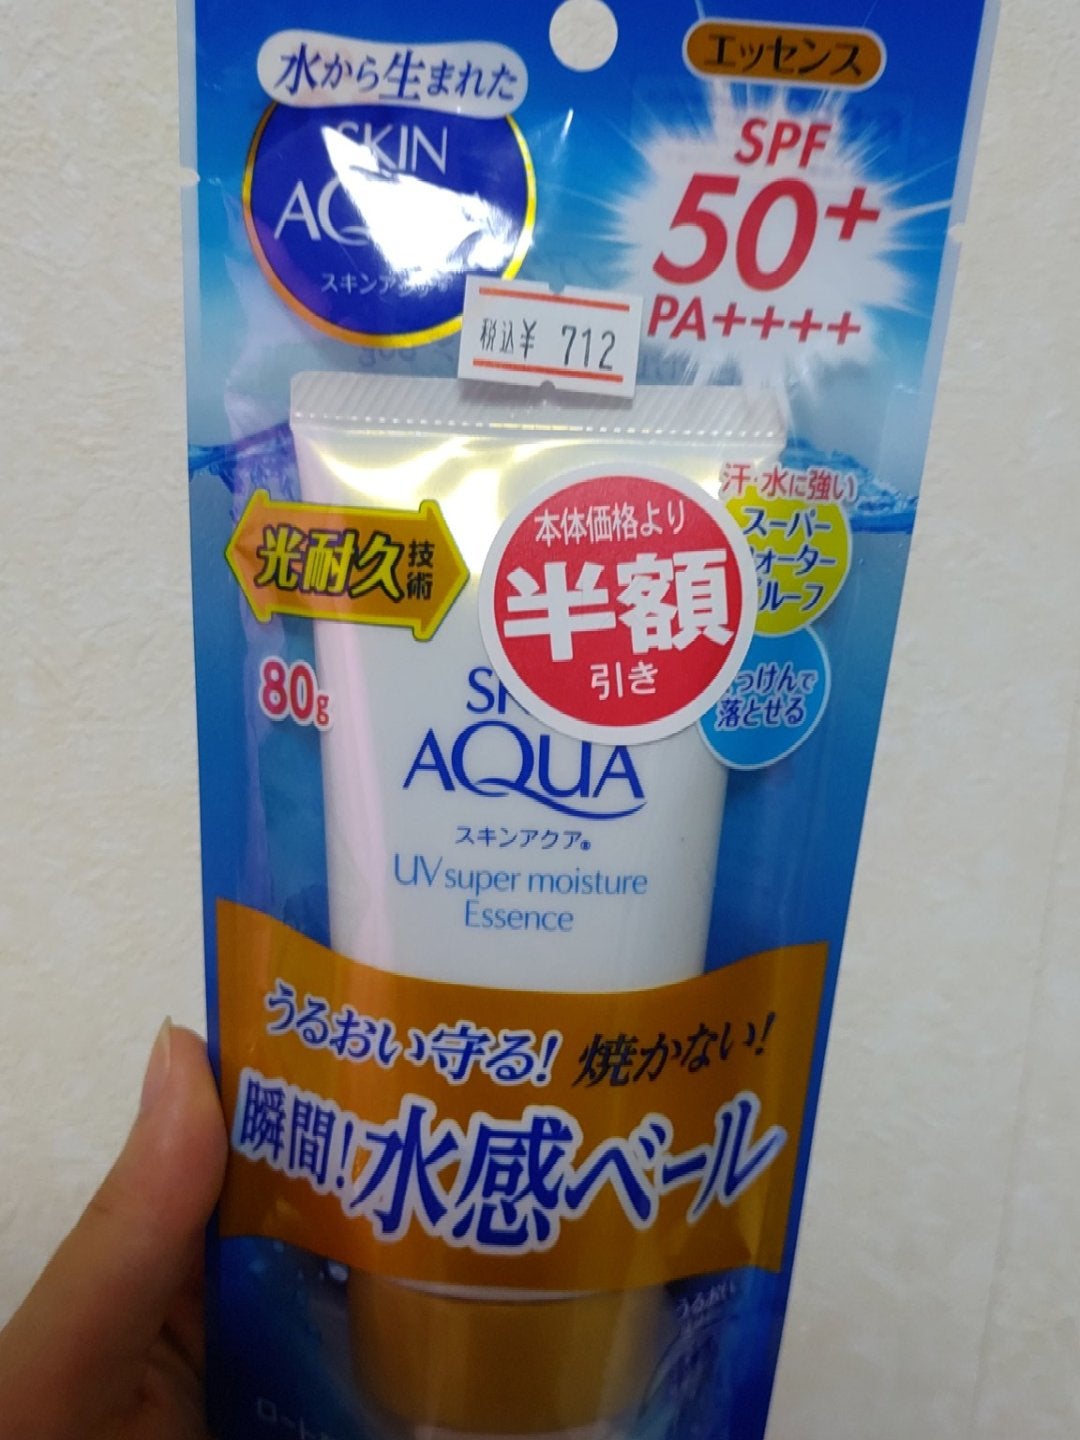 水から生まれた
エッセンス
SKIN
スキンアクア
SPF
50+
PA++++
税込¥ 712
汗・水に強い
スーパー
光耐久技術
本体価格より
半額
引き
落とせる
80g
AQUA
スキンアクア®
UV super moisture
Essence
うるおい守る! 焼かない!
瞬間!水感ベール
うるおい